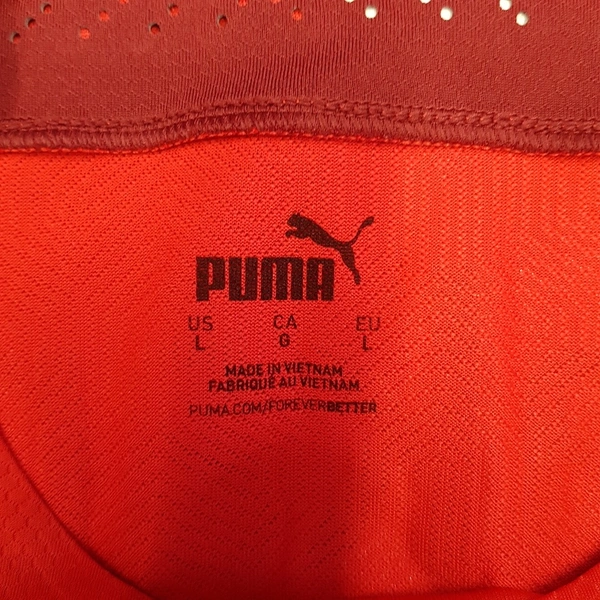 PUMA
US CA EU
L G L
MADE IN VIETNAM
FABRIQUÉ AU VIETNAM
PUMA.COM/FOREVERBETTER